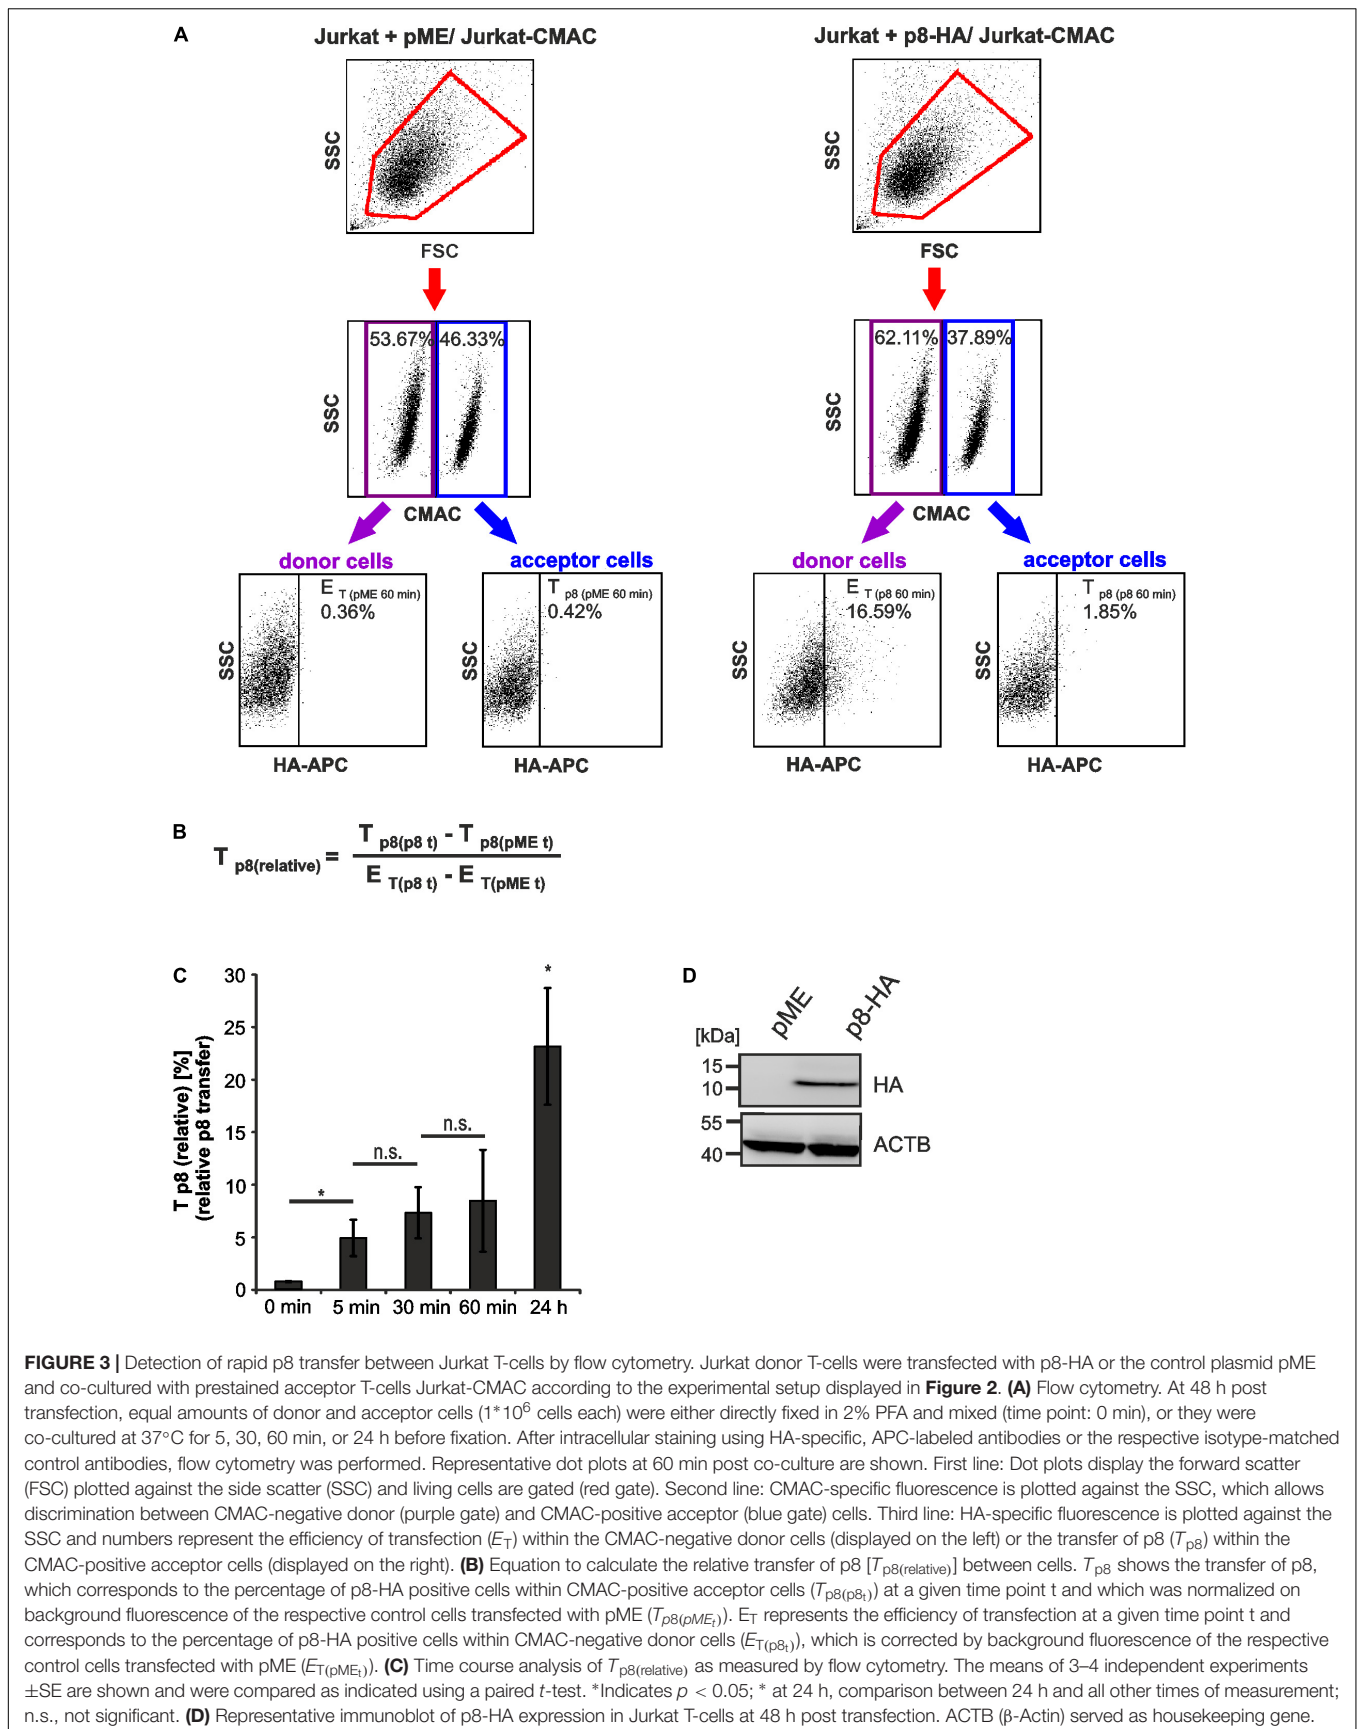 A
Jurkat + pME/ Jurkat-CMAC
Jurkat + p8-HA/ Jurkat-CMAC
SSC
SSC
FSC
FSC
53.67% 46.33%
62.11% 37.89%
SSC
SSC
CMAC
CMAC
donor cells
acceptor cells
donor cells
acceptor cells
E T (pME 60 min)
0.36%
T p8 (pME 60 min)
0.42%
E T (p8 60 min)
16.59%
T p8 (p8 60 min)
1.85%
SSC
SSC
SSC
SSC
HA-APC
HA-APC
HA-APC
HA-APC
B
T p8(relative) =
T p8(p8 t) - T p8(pME t)
E T(p8 t) - E T(pME t)
C
T p8 (relative) [%]
(relative p8 transfer)
30
25
20
15
10
5
0
*
n.s.
n.s.
*
0 min 5 min 30 min 60 min 24 h
D
pME
p8-HA
[kDa]
15
10
HA
55
40
ACTB
FIGURE 3 | Detection of rapid p8 transfer between Jurkat T-cells by flow cytometry. Jurkat donor T-cells were transfected with p8-HA or the control plasmid pME
and co-cultured with prestained acceptor T-cells Jurkat-CMAC according to the experimental setup displayed in Figure 2. (A) Flow cytometry. At 48 h post
transfection, equal amounts of donor and acceptor cells (1*10⁶ cells each) were either directly fixed in 2% PFA and mixed (time point: 0 min), or they were
co-cultured at 37°C for 5, 30, 60 min, or 24 h before fixation. After intracellular staining using HA-specific, APC-labeled antibodies or the respective isotype-matched
control antibodies, flow cytometry was performed. Representative dot plots at 60 min post co-culture are shown. First line: Dot plots display the forward scatter
(FSC) plotted against the side scatter (SSC) and living cells are gated (red gate). Second line: CMAC-specific fluorescence is plotted against the SSC, which allows
discrimination between CMAC-negative donor (purple gate) and CMAC-positive acceptor (blue gate) cells. Third line: HA-specific fluorescence is plotted against the
SSC and numbers represent the efficiency of transfection (ET) within the CMAC-negative donor cells (displayed on the left) or the transfer of p8 (Tp8) within the
CMAC-positive acceptor cells (displayed on the right). (B) Equation to calculate the relative transfer of p8 [Tp8(relative)] between cells. Tp8 shows the transfer of p8,
which corresponds to the percentage of p8-HA positive cells within CMAC-positive acceptor cells (Tp8(p8t)) at a given time point t and which was normalized on
background fluorescence of the respective control cells transfected with pME (Tp8(pMEt)). ET represents the efficiency of transfection at a given time point t and
corresponds to the percentage of p8-HA positive cells within CMAC-negative donor cells (ET(p8t)), which is corrected by background fluorescence of the respective
control cells transfected with pME (ET(pMEt)). (C) Time course analysis of Tp8(relative) as measured by flow cytometry. The means of 3–4 independent experiments
±SE are shown and were compared as indicated using a paired t-test. *Indicates p < 0.05; * at 24 h, comparison between 24 h and all other times of measurement;
n.s., not significant. (D) Representative immunoblot of p8-HA expression in Jurkat T-cells at 48 h post transfection. ACTB (β-Actin) served as housekeeping gene.